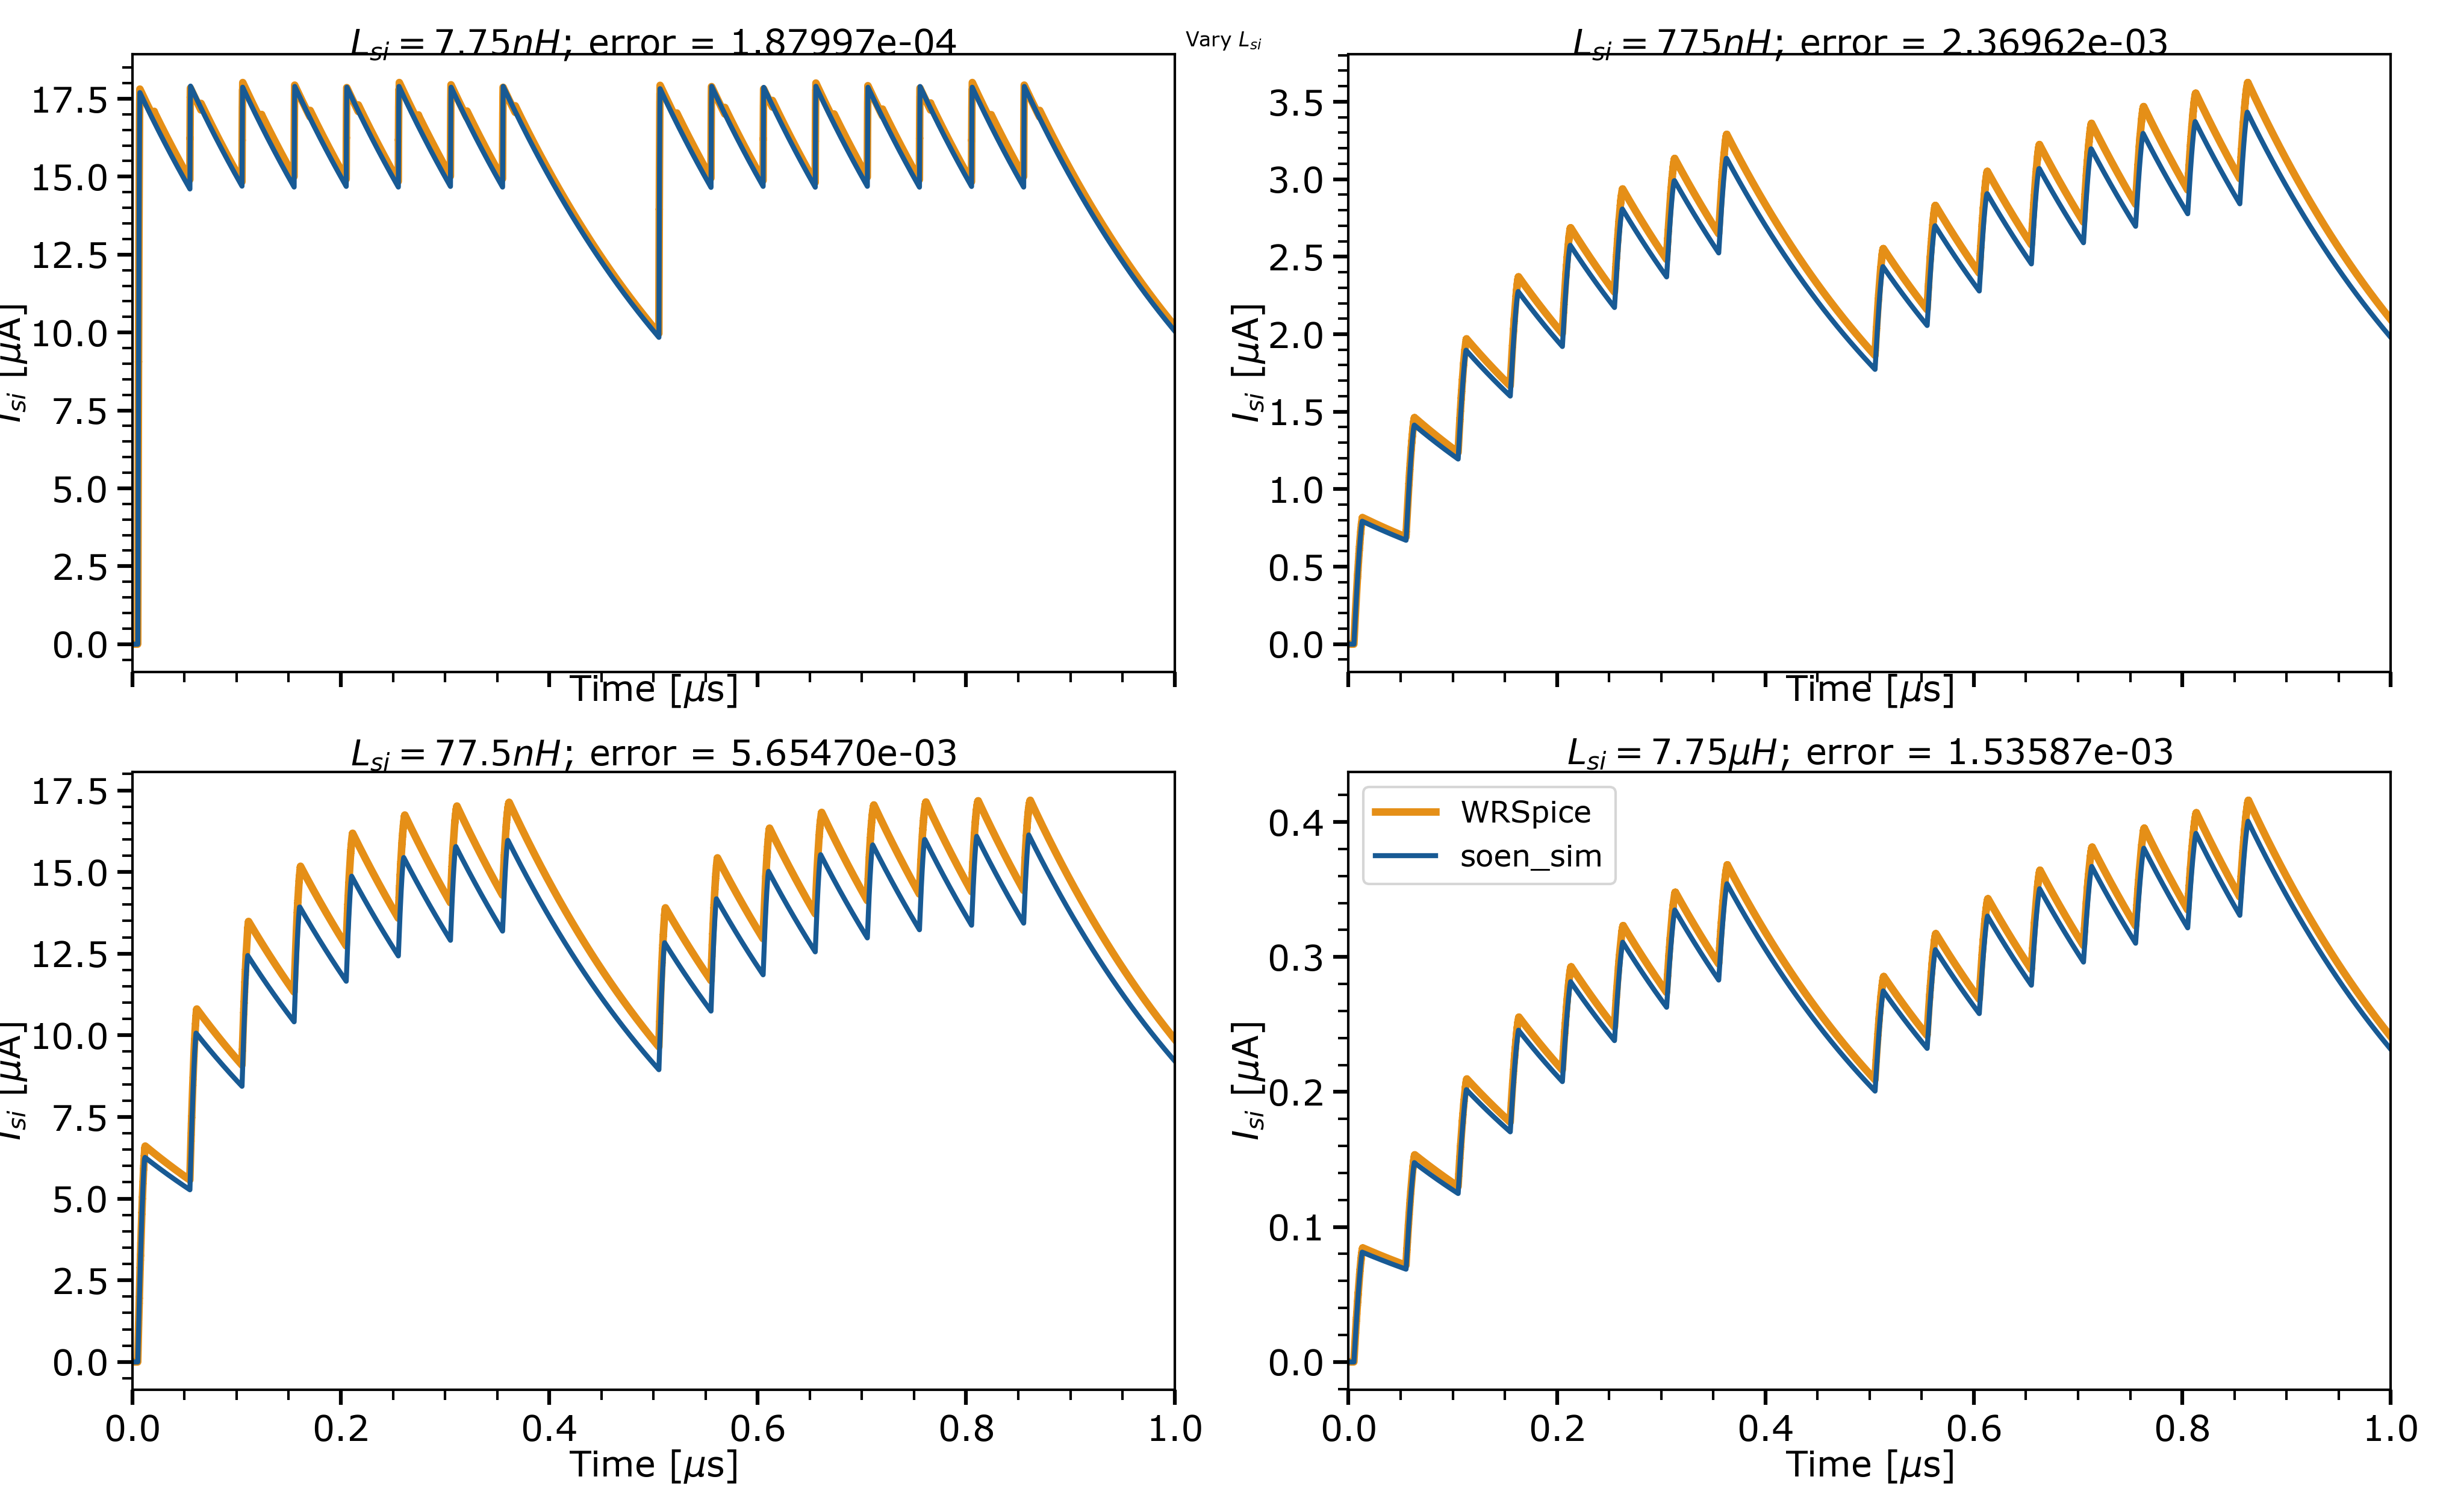 Vary L_si
L_si = 7.75nH; error = 1.87997e-04
17.5
15.0
12.5
10.0
7.5
5.0
2.5
0.0
I_si [μA]
Time [μs]
L_si = 775nH; error = 2.36962e-03
3.5
3.0
2.5
2.0
1.5
1.0
0.5
0.0
I_si [μA]
Time [μs]
L_si = 77.5nH; error = 5.65470e-03
17.5
15.0
12.5
10.0
7.5
5.0
2.5
0.0
I_si [μA]
0.0 0.2 0.4 0.6 0.8 1.0
Time [μs]
L_si = 7.75μH; error = 1.53587e-03
WRSpice
soen_sim
0.4
0.3
0.2
0.1
0.0
I_si [μA]
0.0 0.2 0.4 0.6 0.8 1.0
Time [μs]